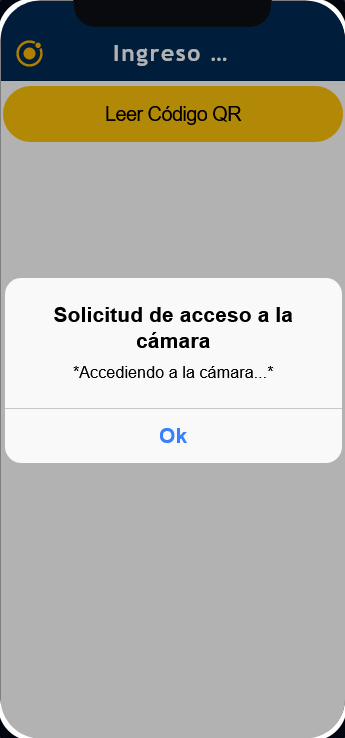 Ingreso ...
Leer Código QR
Solicitud de acceso a la
cámara
*Accediendo a la cámara...*
Ok